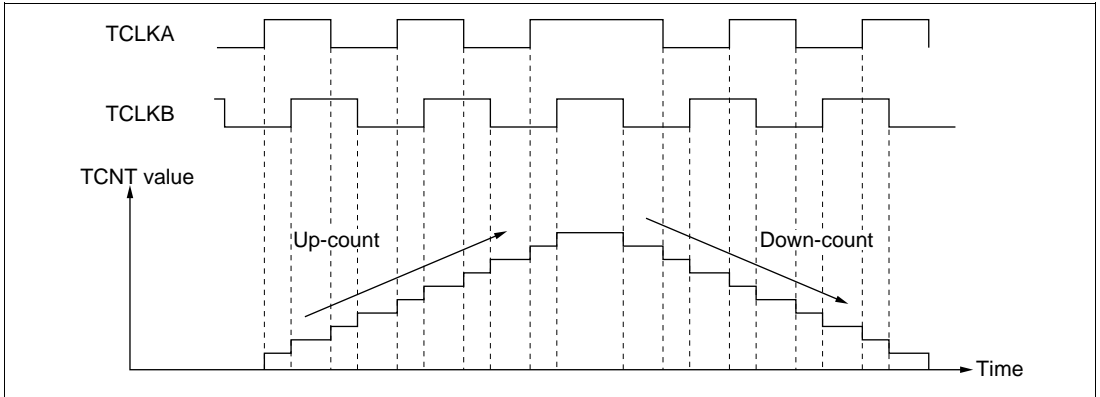 TCLKA
TCLKB
TCNT value
Up-count
Down-count
Time